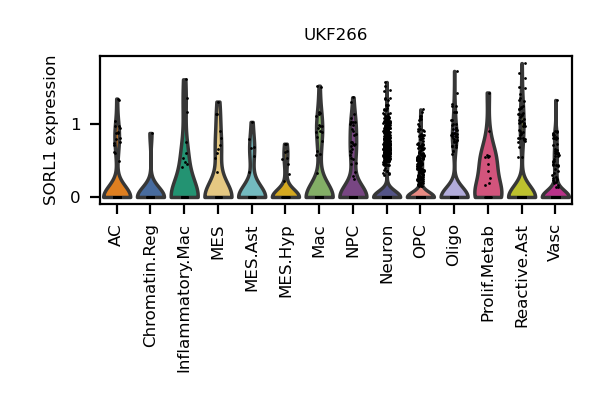 UKF266
SORL1 expression
1
0
AC
Chromatin.Reg
Inflammatory.Mac
MES
MES.Ast
MES.Hyp
Mac
NPC
Neuron
OPC
Oligo
Prolif.Metab
Reactive.Ast
Vasc